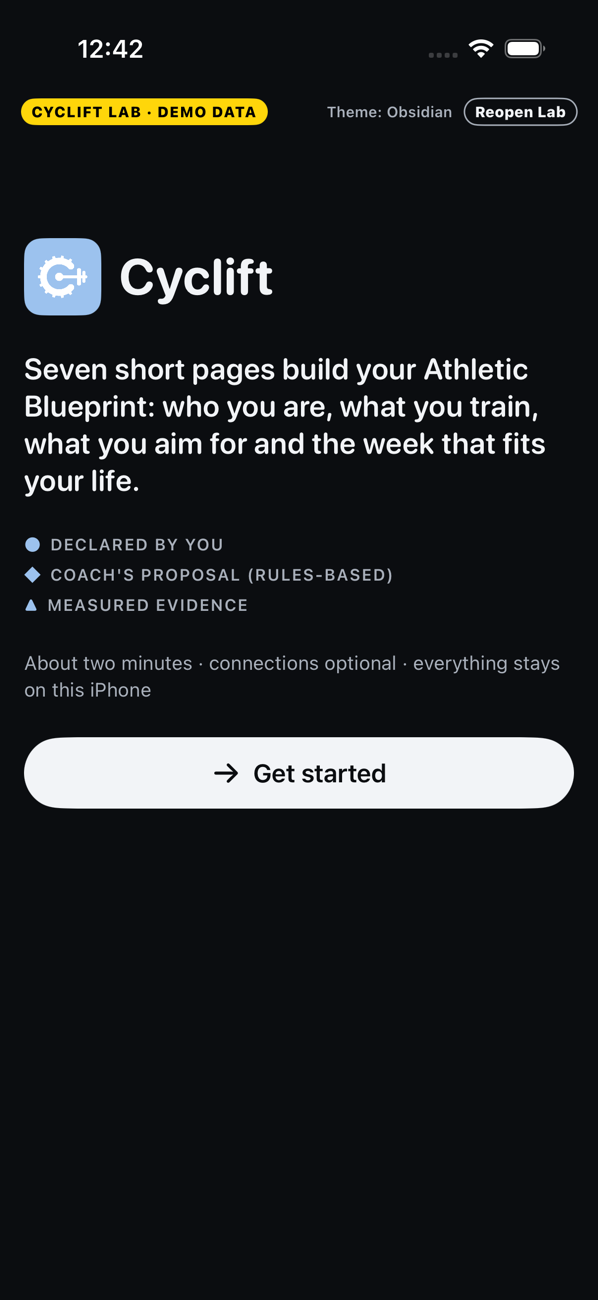 12:42
CYCLIFT LAB · DEMO DATA
Theme: Obsidian
Reopen Lab
Cyclift
Seven short pages build your Athletic
Blueprint: who you are, what you train,
what you aim for and the week that fits
your life.
DECLARED BY YOU
COACH'S PROPOSAL (RULES-BASED)
MEASURED EVIDENCE
About two minutes · connections optional · everything stays
on this iPhone
Get started